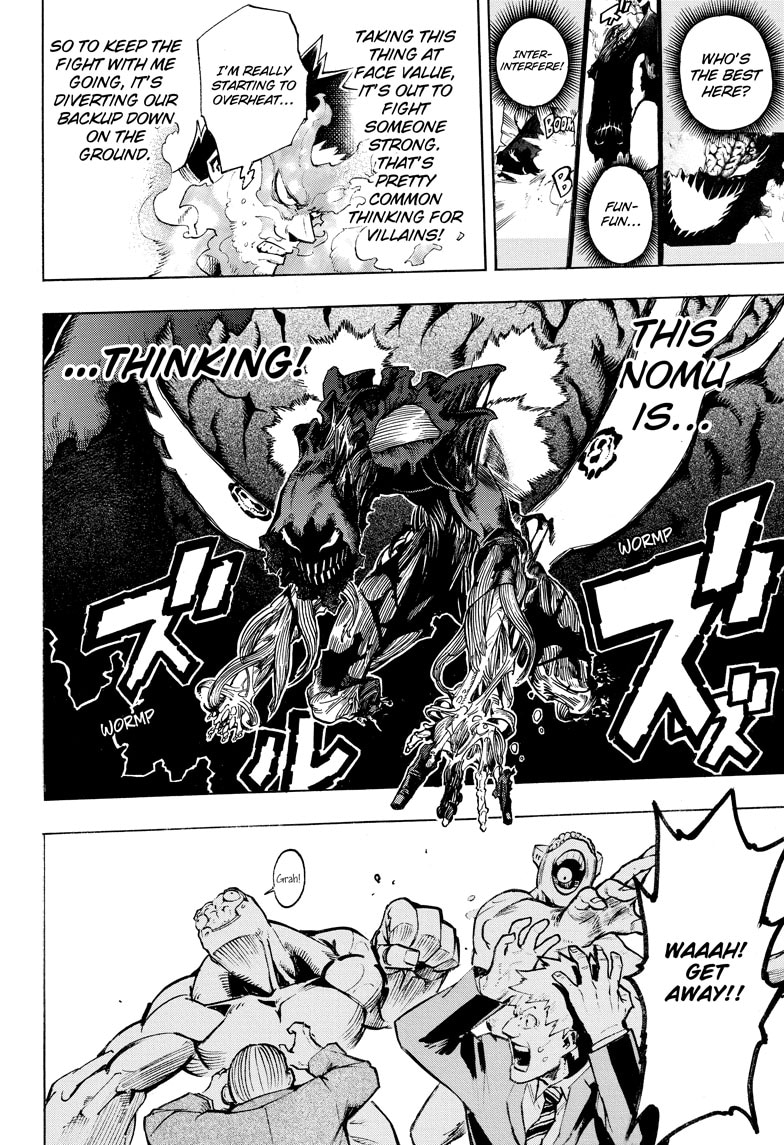 WHO'S
THE BEST
HERE?
FUN-
FUN...
INTER-
INTERFERE!
BOOM
B
TAKING THIS
THING AT
FACE VALUE,
IT'S OUT TO
FIGHT
SOMEONE
STRONG.
THAT'S
PRETTY
COMMON
THINKING FOR
VILLAINS!
I'M REALLY
STARTING TO
OVERHEAT...
SO TO KEEP THE
FIGHT WITH ME
GOING, IT'S
DIVERTING OUR
BACKUP DOWN
ON THE
GROUND.
THIS
NOMU
IS...
...THINKING!
WORMP
ズズ
WORMP
ズ
ル
WAAAH!
GET
AWAY!!
Grah!